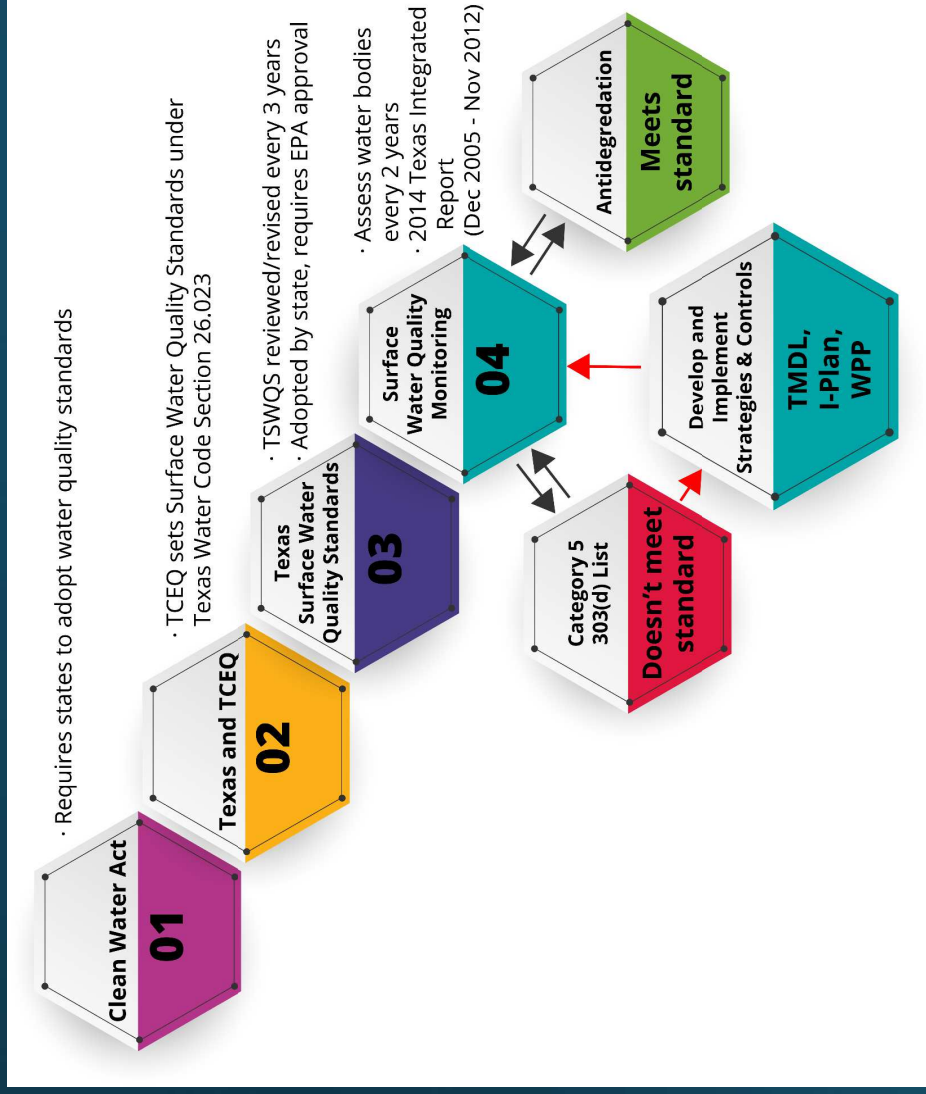 Clean Water Act
01
· Requires states to adopt water quality standards
Texas and TCEQ
02
· TCEQ sets Surface Water Quality Standards under
Texas Water Code Section 26.023
Texas
Surface Water
Quality Standards
03
· TSWQS reviewed/revised every 3 years
· Adopted by state, requires EPA approval
Surface
Water Quality
Monitoring
04
· Assess water bodies
every 2 years
· 2014 Texas Integrated
Report
(Dec 2005 - Nov 2012)
Category 5
303(d) List
Doesn't meet
standard
Antidegredation
Meets
standard
Develop and
Implement
Strategies & Controls
TMDL,
I-Plan,
WPP